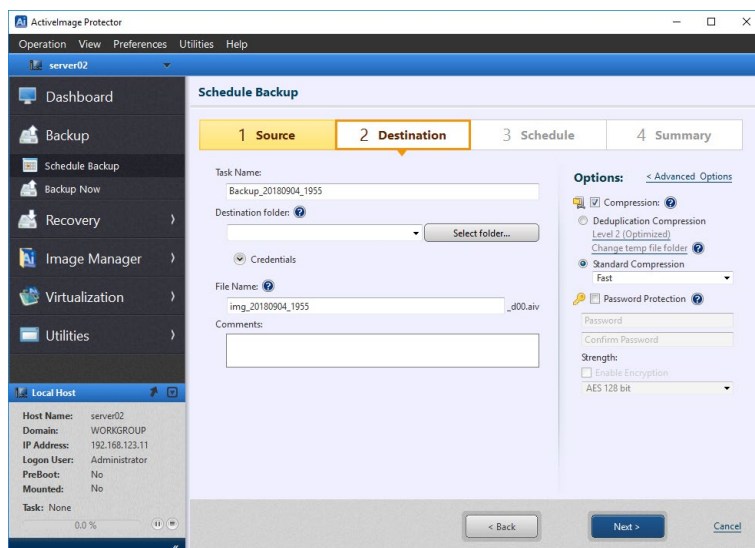 Ai ActiveImage Protector
Operation View Preferences Utilities Help
server02
Dashboard
Backup
Schedule Backup
Backup Now
Recovery
Image Manager
Virtualization
Utilities
Local Host
Host Name: server02
Domain: WORKGROUP
IP Address: 192.168.123.11
Logon User: Administrator
PreBoot: No
Mounted: No
Task: None
0.0 %
Schedule Backup
1 Source
2 Destination
3 Schedule
4 Summary
Task Name:
Backup_20180904_1955
Destination folder: ?
Select folder...
Credentials
File Name: ?
img_20180904_1955 _d00.aiv
Comments:
Options: < Advanced Options
Compression: ?
Deduplication Compression
Level 2 (Optimized)
Change temp file folder ?
Standard Compression
Fast
Password Protection ?
Password
Confirm Password
Strength:
Enable Encryption
AES 128 bit
< Back
Next >
Cancel